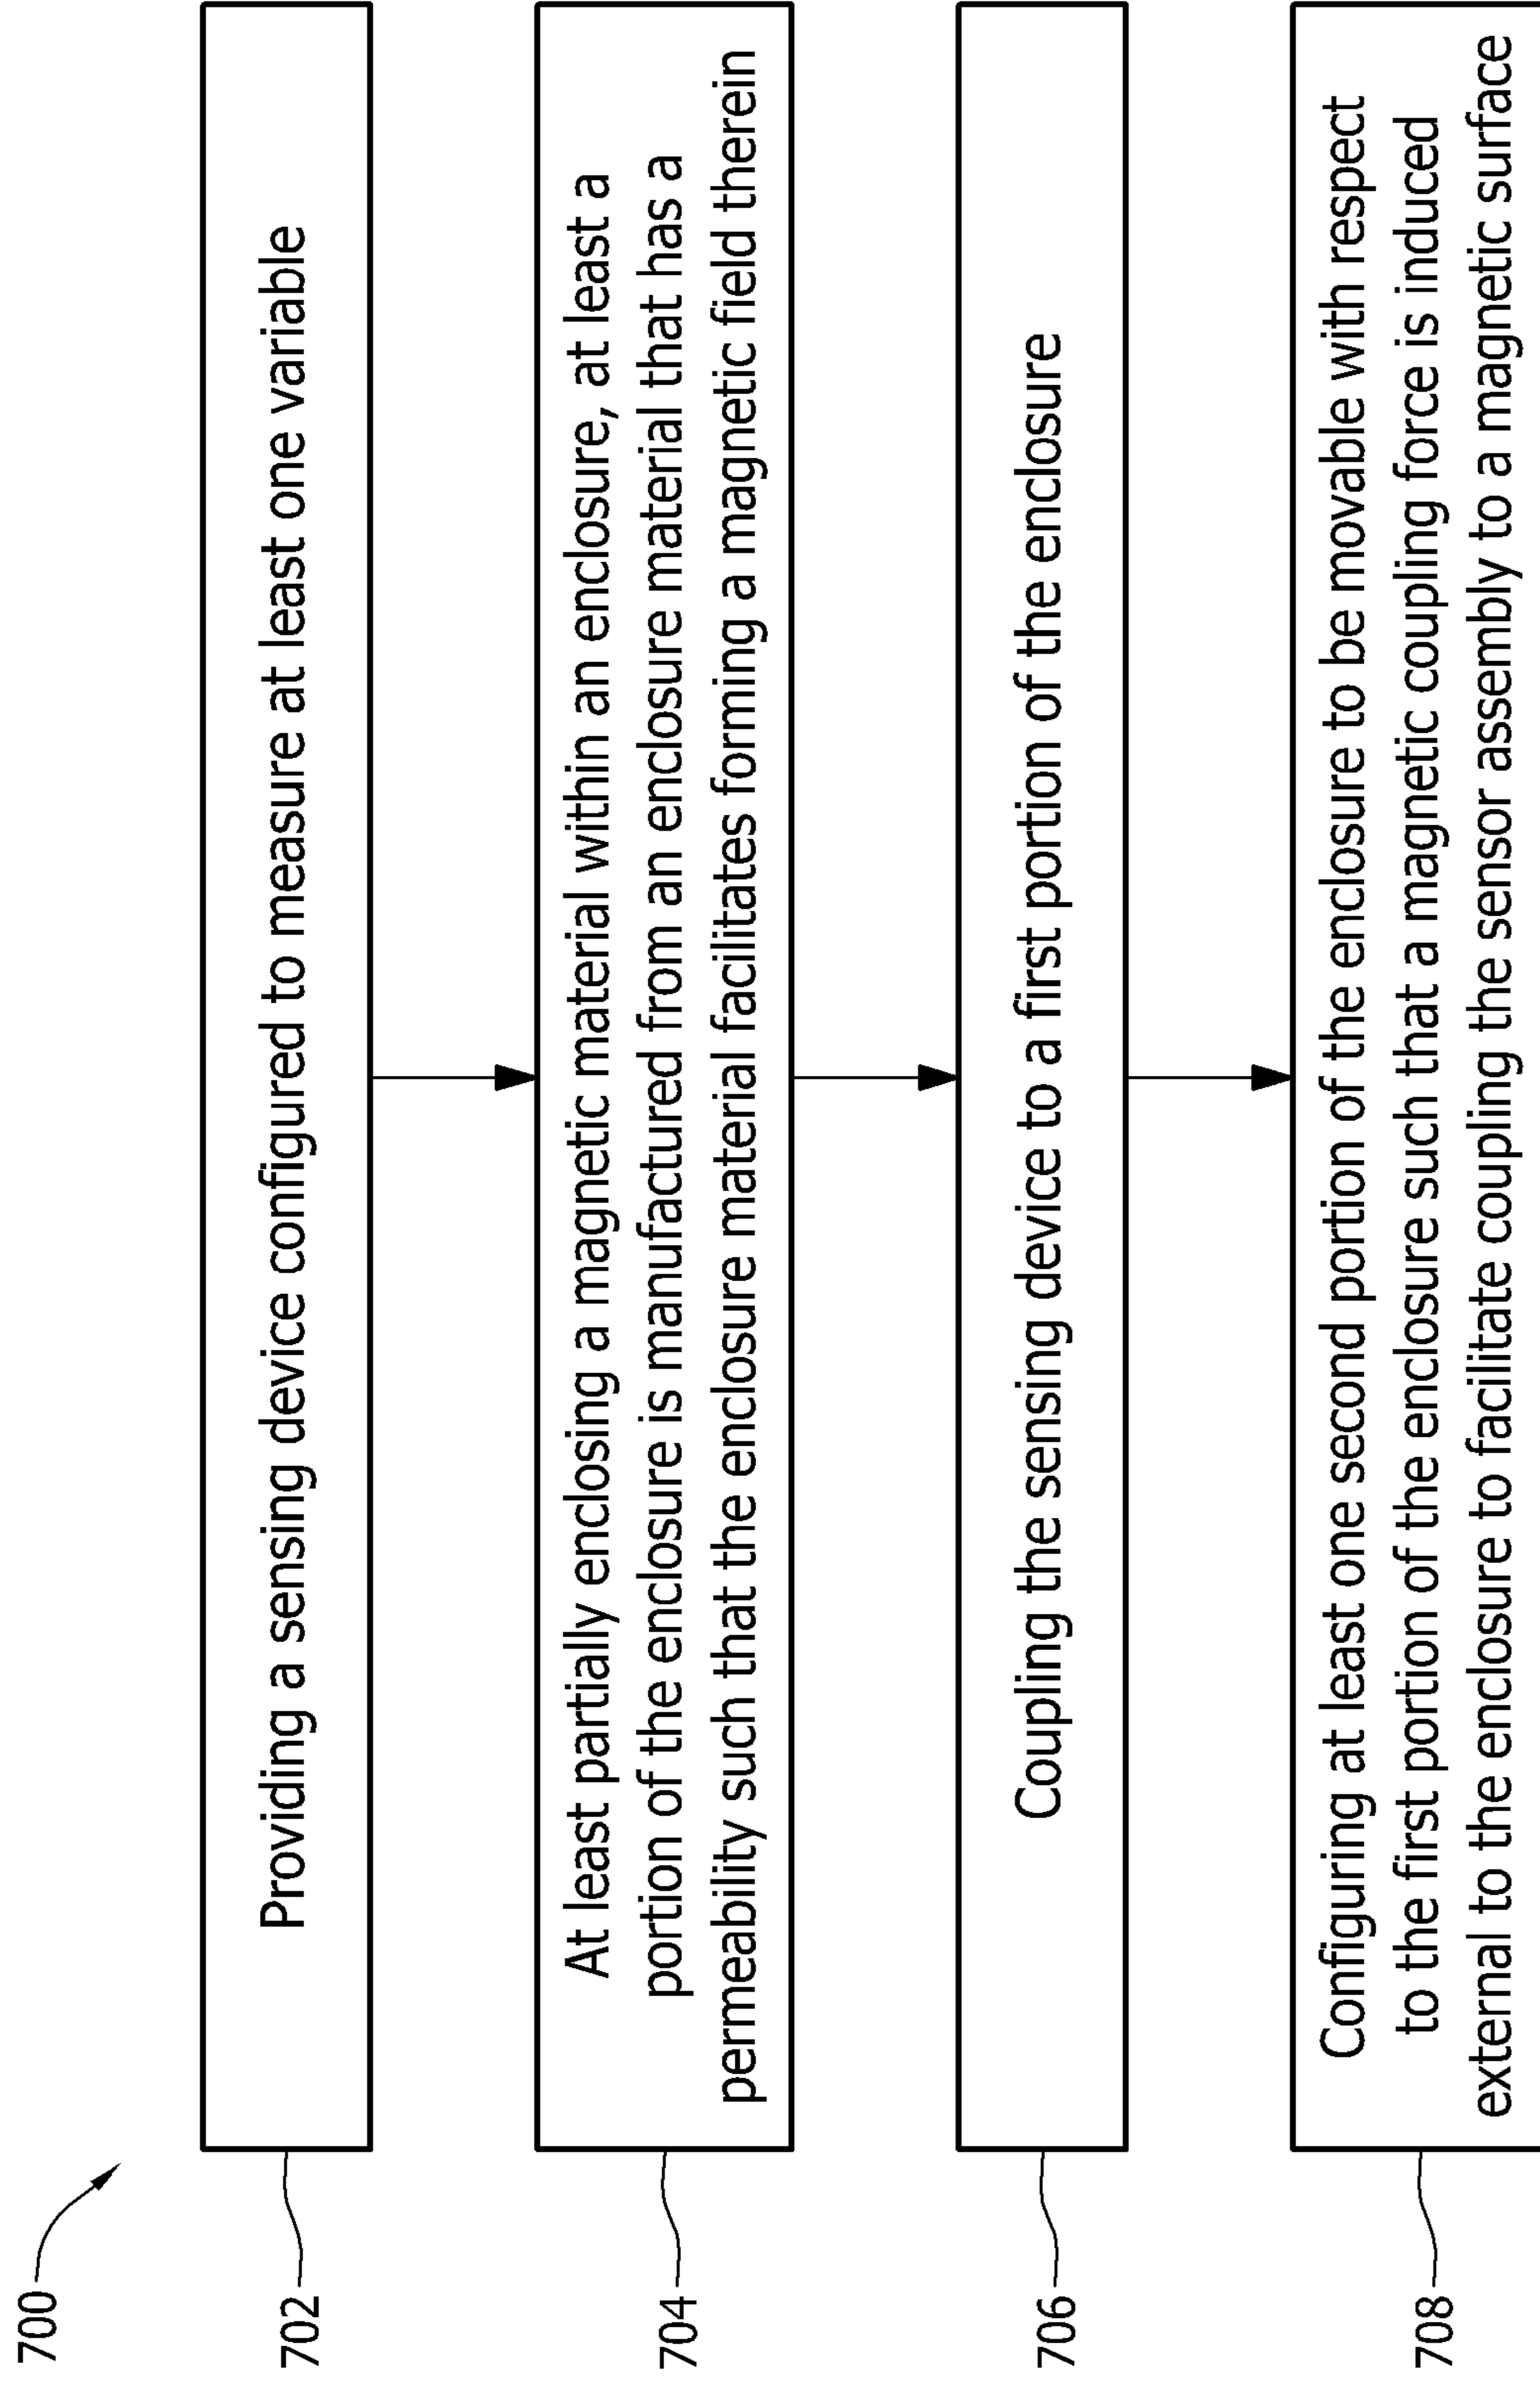 700
702
Providing a sensing device configured to measure at least one variable
704
At least partially enclosing a magnetic material within an enclosure, at least a
portion of the enclosure is manufactured from an enclosure material that has a
permeability such that the enclosure material facilitates forming a magnetic field therein
706
Coupling the sensing device to a first portion of the enclosure
708
Configuring at least one second portion of the enclosure to be movable with respect
to the first portion of the enclosure such that a magnetic coupling force is induced
external to the enclosure to facilitate coupling the sensor assembly to a magnetic surface